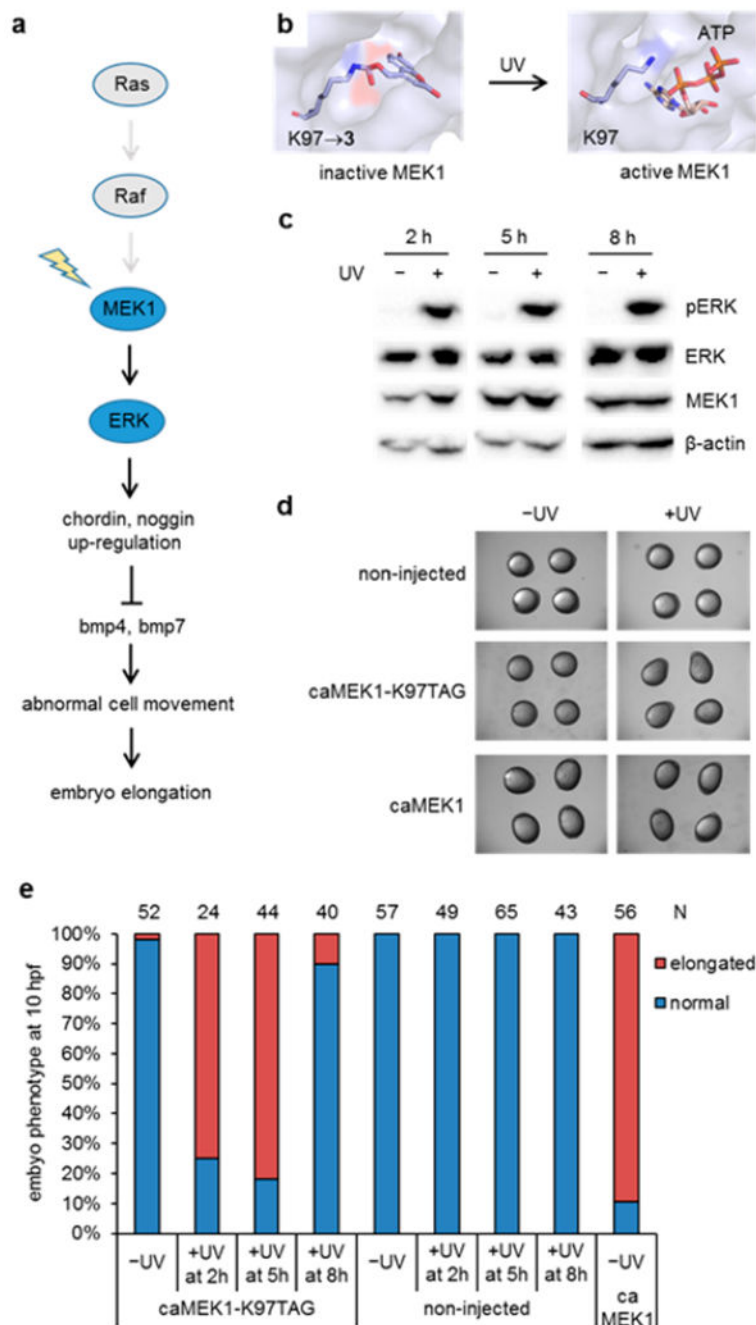 a
Ras
Raf
MEK1
ERK
chordin, noggin
up-regulation
bmp4, bmp7
abnormal cell movement
embryo elongation
b
K97→3
inactive MEK1
UV
ATP
K97
active MEK1
c
2 h 5 h 8 h
UV − + − + − +
pERK
ERK
MEK1
β-actin
d
−UV +UV
non-injected
caMEK1-K97TAG
caMEK1
e
52 24 44 40 57 49 65 43 56 N
100%
90%
80%
70%
60%
50%
40%
30%
20%
10%
0%
embyo phenotype at 10 hpf
elongated
normal
−UV +UV +UV +UV −UV +UV +UV +UV −UV
at 2h at 5h at 8h at 2h at 5h at 8h
caMEK1-K97TAG non-injected ca
MEK1